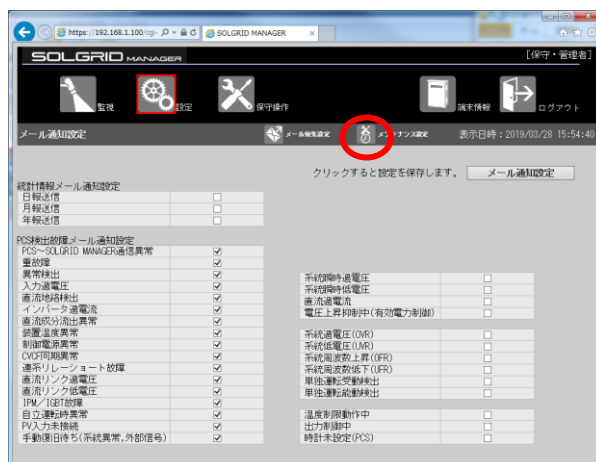 https://192.168.1.100/cgi-
SOLGRID MANAGER
SOLGRID MANAGER
[保守・管理者]
監視
設定
保守操作
端末情報
ログアウト
メール通知設定
メール発信設定
メンテナンス設定
表示日時:2019/03/28 15:54:40
クリックすると設定を保存します。
メール通知設定
統計情報メール通知設定
日報送信
月報送信
年報送信
PCS検出故障メール通知設定
PCS~SOLGRID MANAGER通信異常
重故障
異常検出
入力過電圧
直流地絡検出
インバータ過電流
直流成分流出異常
装置温度異常
制御電源異常
CVCF同期異常
連系リレーショート故障
直流リンク過電圧
直流リンク低電圧
IPM/IGBT故障
自立運転時異常
PV入力未接続
手動復旧待ち(系統異常,外部信号)
系統瞬時過電圧
系統瞬時低電圧
直流過電流
電圧上昇抑制中(有効電力制御)
系統過電圧(OVR)
系統低電圧(UVR)
系統周波数上昇(OFR)
系統周波数低下(UFR)
単独運転受動検出
単独運転能動検出
温度制限動作中
出力制御中
時計未設定(PCS)